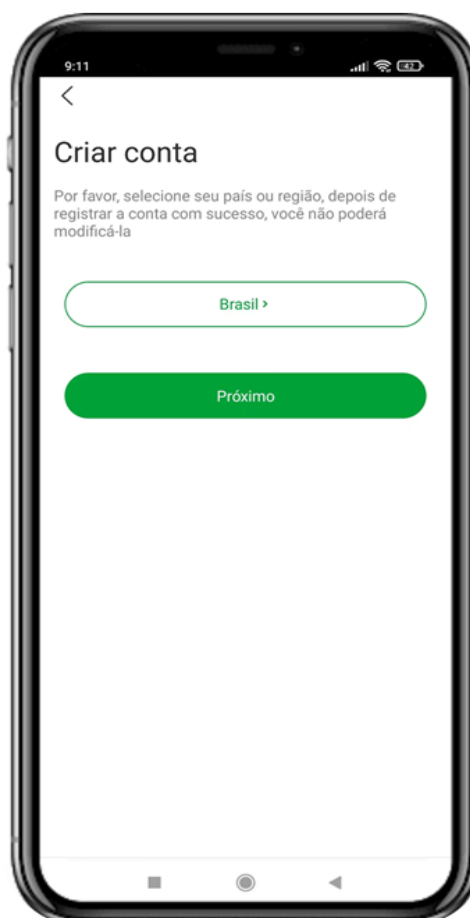 9:11
42
Criar conta
Por favor, selecione seu país ou região, depois de
registrar a conta com sucesso, você não poderá
modificá-la
Brasil >
Próximo